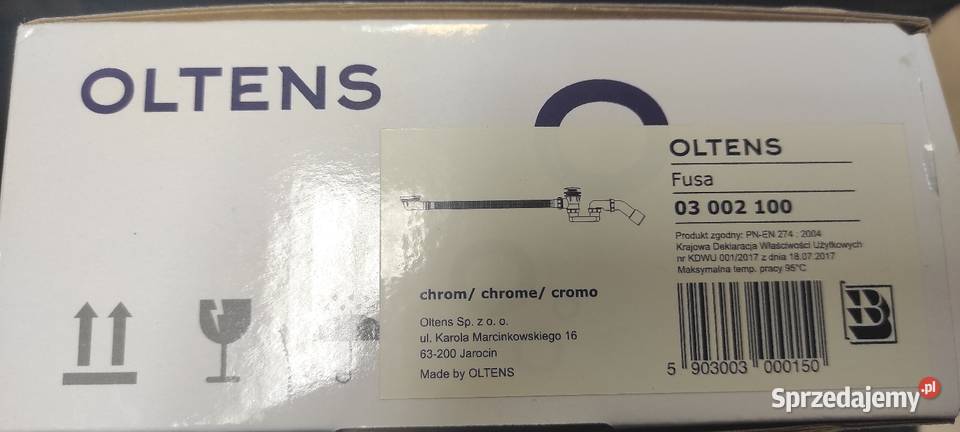 OLTENS
OLTENS
Fusa
03 002 100
Produkt zgodny: PN-EN 274 : 2004
Krajowa Deklaracja Właściwości Użytkowych
nr KDWU 001/2017 z dnia 18.07.2017
Maksymalna temp. pracy 95°C
chrom/ chrome/ cromo
Oltens Sp. z o. o.
ul. Karola Marcinkowskiego 16
63-200 Jarocin
Made by OLTENS
5 903003 000150
B
Sprzedajemy.pl